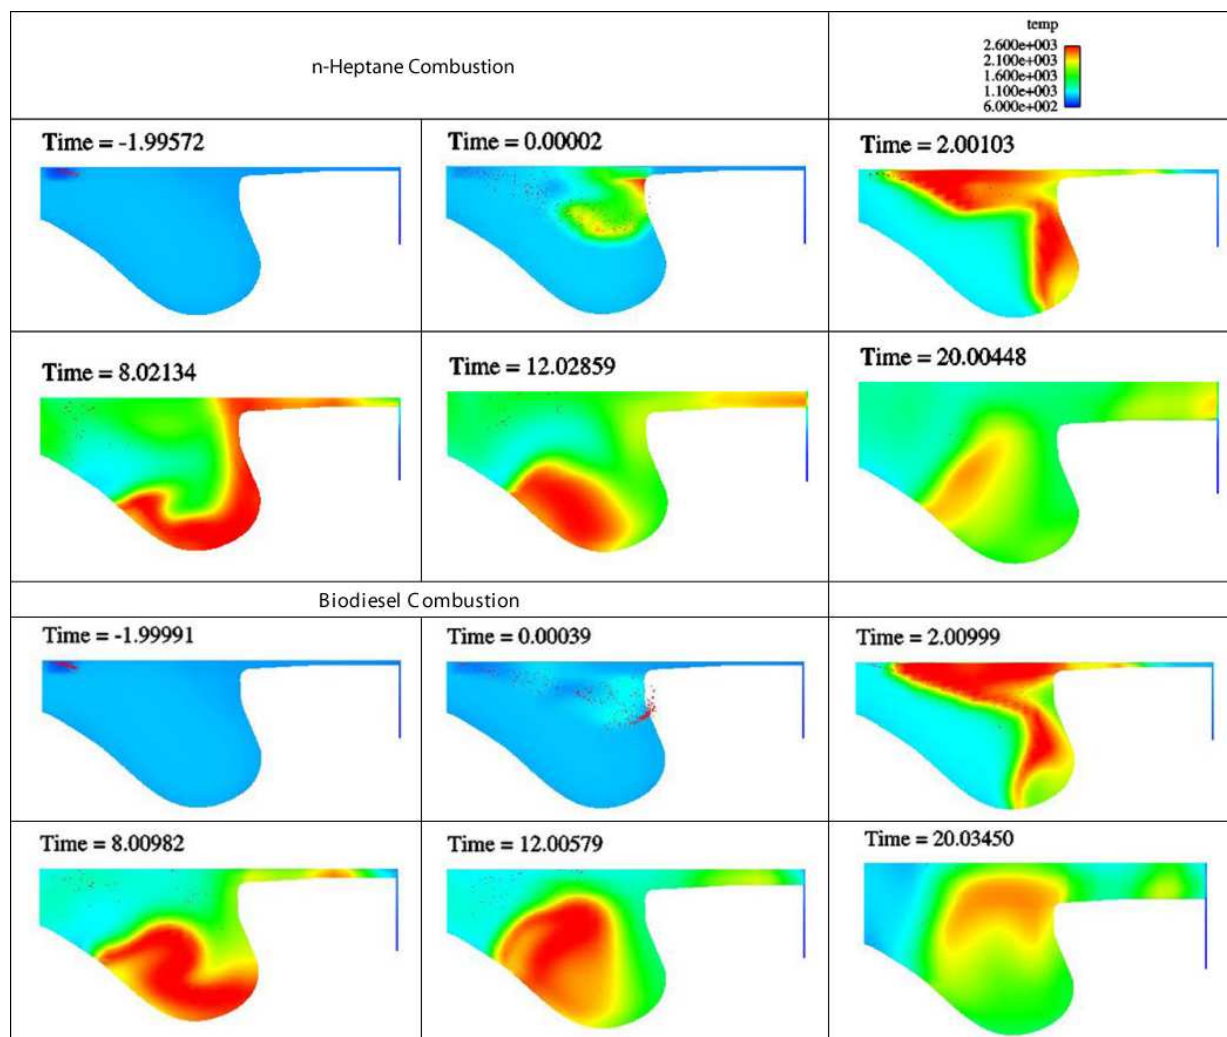 n-Heptane Combustion
temp
2.600e+003
2.100e+003
1.600e+003
1.100e+003
6.000e+002
Time = -1.99572
Time = 0.00002
Time = 2.00103
Time = 8.02134
Time = 12.02859
Time = 20.00448
Biodiesel Combustion
Time = -1.99991
Time = 0.00039
Time = 2.00999
Time = 8.00982
Time = 12.00579
Time = 20.03450